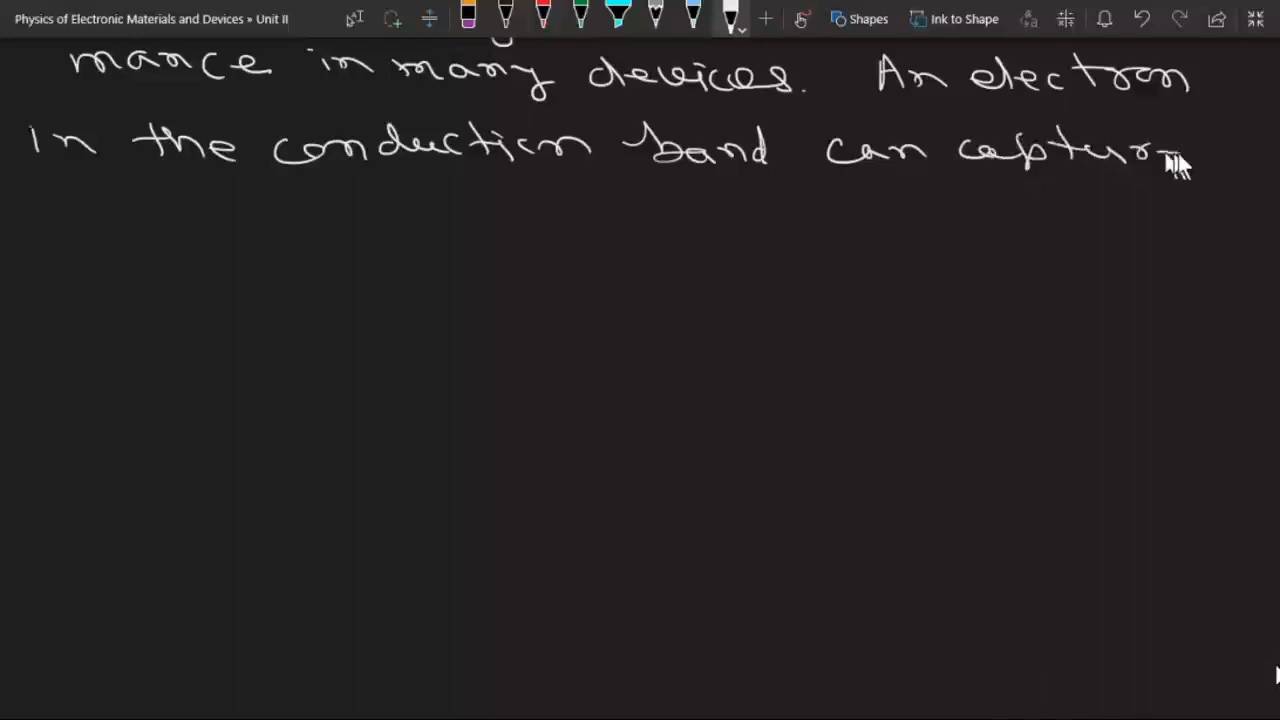 Physics of Electronic Materials and Devices » Unit II
Shapes
Ink to Shape
mance in many devices. An electron
in the conduction band can capture